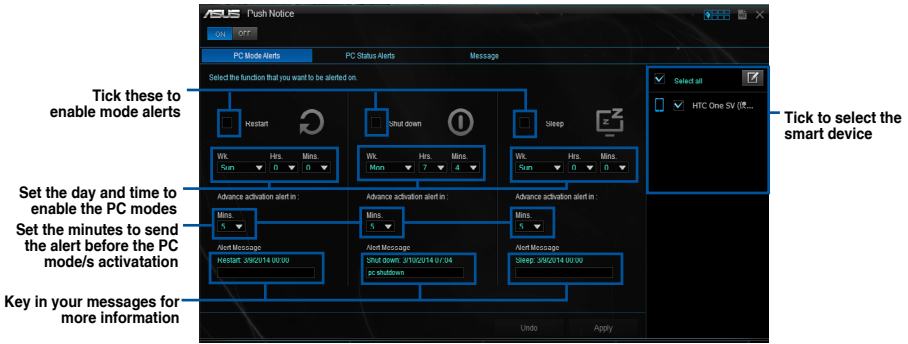 ASUS Push Notice
ON OFF
PC Mode Alerts PC Status Alerts Message
Select the function that you want to be alerted on.
Select all
HTC One SV
Tick these to
enable mode alerts
Tick to select the
smart device
Restart Shut down Sleep
Wk. Hrs. Mins. Wk. Hrs. Mins. Wk. Hrs. Mins.
Sun 0 0 Mon 7 4 Sun 0 0
Set the day and time to
enable the PC modes
Advance activation alert in : Advance activation alert in : Advance activation alert in :
Mins. Mins. Mins.
5 5 5
Set the minutes to send
the alert before the PC
mode/s activatation
Alert Message Alert Message Alert Message
Restart: 3/9/2014 00:00 Shut down: 3/10/2014 07:04 Sleep: 3/9/2014 00:00
pc shutdown
Key in your messages for
more information
Undo Apply